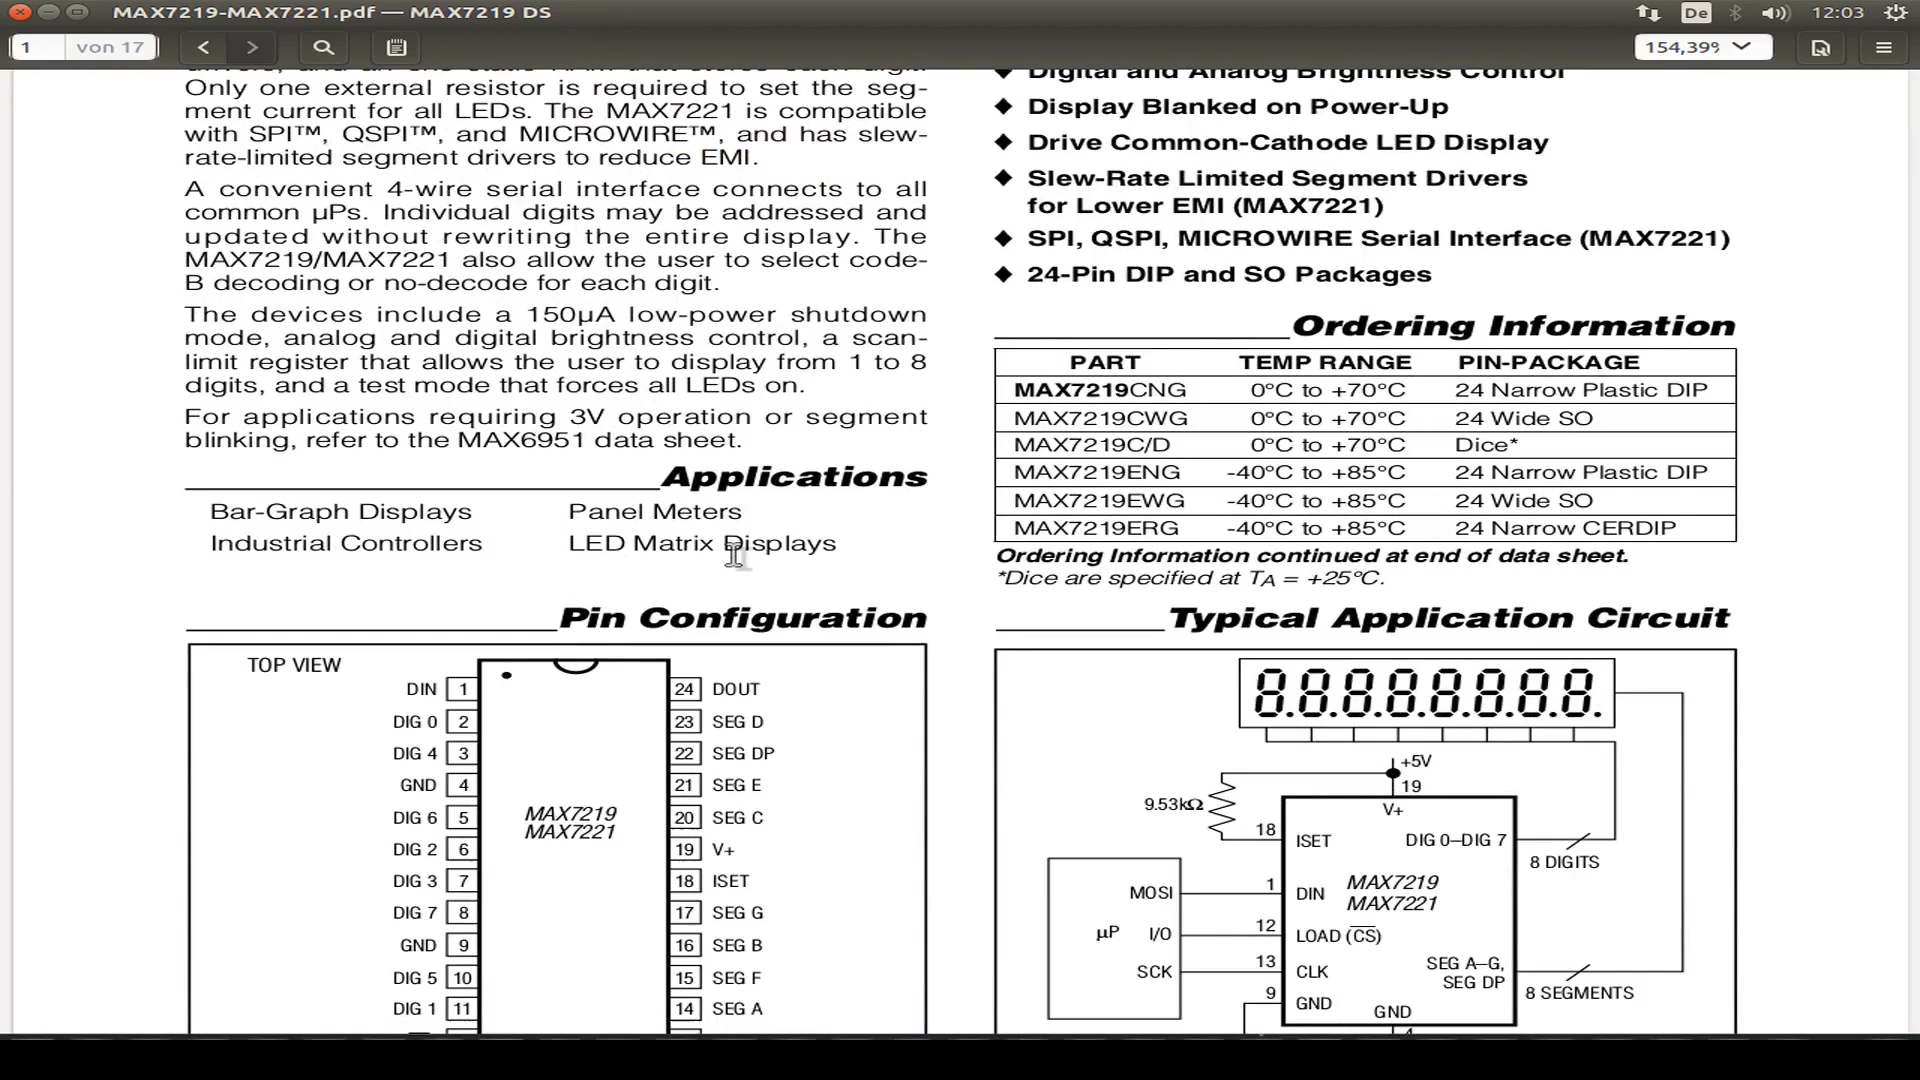 MAX7219-MAX7221.pdf — MAX7219 DS
De
12:03
1
von 17
154,39%
Only one external resistor is required to set the seg-
ment current for all LEDs. The MAX7221 is compatible
with SPI™, QSPI™, and MICROWIRE™, and has slew-
rate-limited segment drivers to reduce EMI.
A convenient 4-wire serial interface connects to all
common µPs. Individual digits may be addressed and
updated without rewriting the entire display. The
MAX7219/MAX7221 also allow the user to select code-
B decoding or no-decode for each digit.
The devices include a 150µA low-power shutdown
mode, analog and digital brightness control, a scan-
limit register that allows the user to display from 1 to 8
digits, and a test mode that forces all LEDs on.
For applications requiring 3V operation or segment
blinking, refer to the MAX6951 data sheet.
Applications
Bar-Graph Displays Panel Meters
Industrial Controllers LED Matrix Displays
Pin Configuration
TOP VIEW
DIN 1 24 DOUT
DIG 0 2 23 SEG D
DIG 4 3 22 SEG DP
GND 4 21 SEG E
DIG 6 5 20 SEG C
DIG 2 6 19 V+
DIG 3 7 18 ISET
DIG 7 8 17 SEG G
GND 9 16 SEG B
DIG 5 10 15 SEG F
DIG 1 11 14 SEG A
MAX7219
MAX7221
Digital and Analog Brightness Control
◆ Display Blanked on Power-Up
◆ Drive Common-Cathode LED Display
◆ Slew-Rate Limited Segment Drivers
for Lower EMI (MAX7221)
◆ SPI, QSPI, MICROWIRE Serial Interface (MAX7221)
◆ 24-Pin DIP and SO Packages
Ordering Information
PART TEMP RANGE PIN-PACKAGE
MAX7219CNG 0°C to +70°C 24 Narrow Plastic DIP
MAX7219CWG 0°C to +70°C 24 Wide SO
MAX7219C/D 0°C to +70°C Dice*
MAX7219ENG -40°C to +85°C 24 Narrow Plastic DIP
MAX7219EWG -40°C to +85°C 24 Wide SO
MAX7219ERG -40°C to +85°C 24 Narrow CERDIP
Ordering Information continued at end of data sheet.
*Dice are specified at TA = +25°C.
Typical Application Circuit
8.8.8.8.8.8.8.8.
+5V
19
9.53kΩ
V+
18 ISET
DIG 0–DIG 7
8 DIGITS
MOSI 1 DIN
MAX7219
MAX7221
µP
I/O 12 LOAD (CS)
SCK 13 CLK
SEG A–G,
SEG DP
8 SEGMENTS
9 GND
GND
4